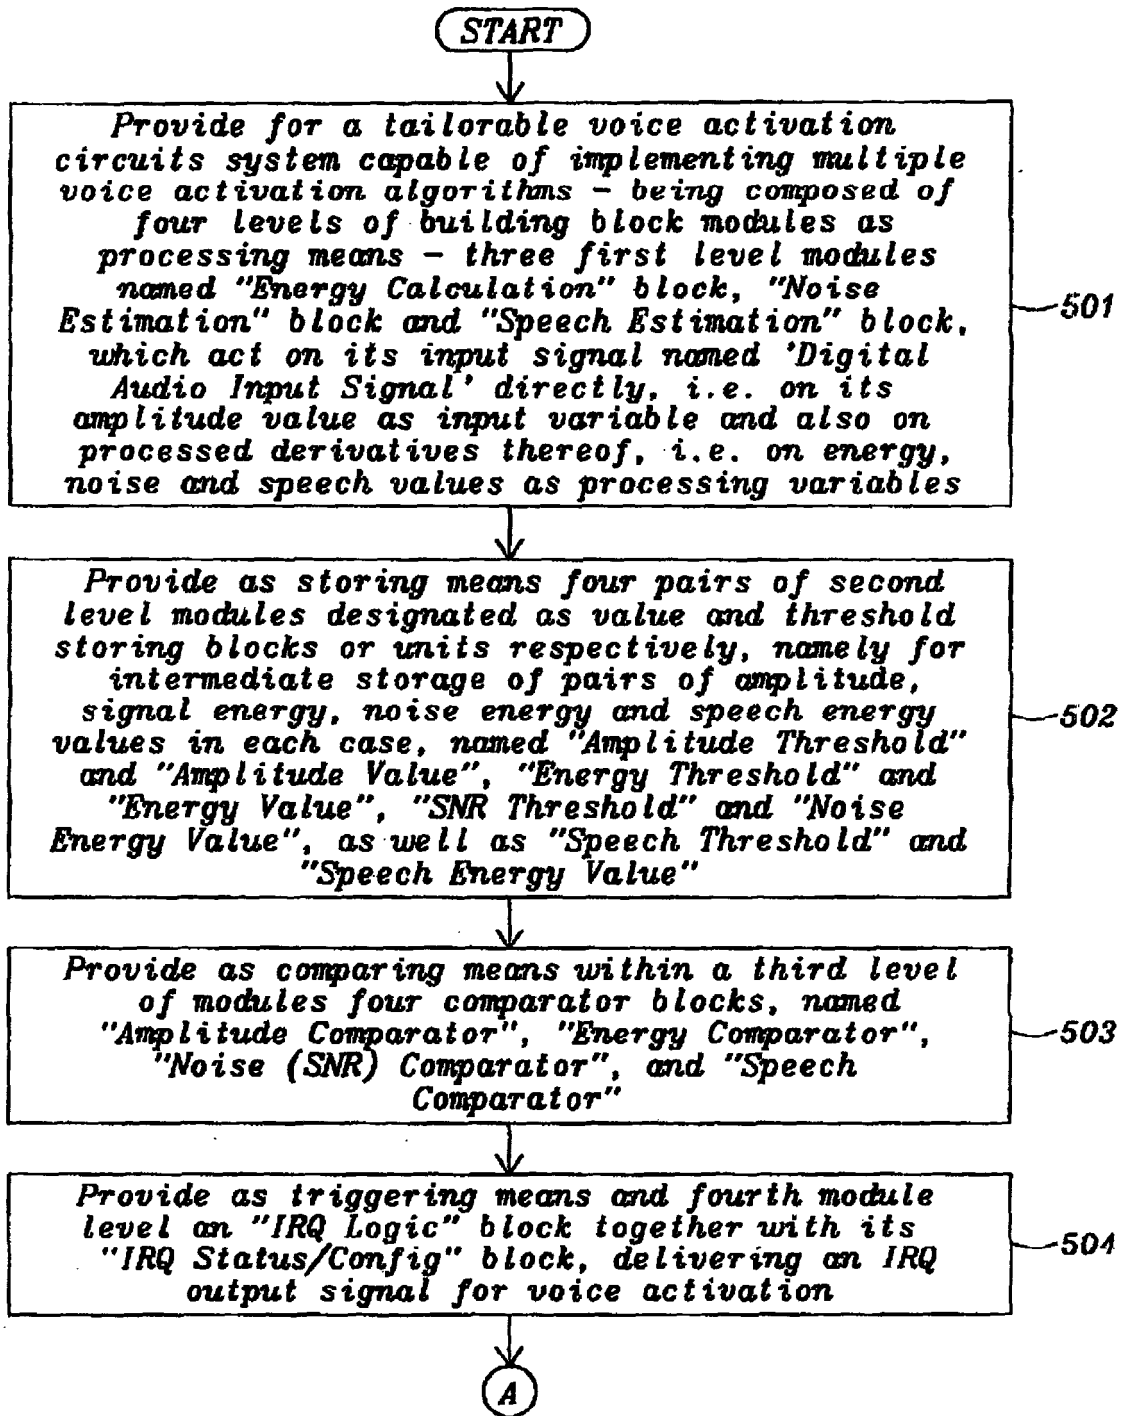 START
Provide for a tailorable voice activation
circuits system capable of implementing multiple
voice activation algorithms - being composed of
four levels of building block modules as
processing means - three first level modules
named "Energy Calculation" block, "Noise
Estimation" block and "Speech Estimation" block,
which act on its input signal named 'Digital
Audio Input Signal' directly, i.e. on its
amplitude value as input variable and also on
processed derivatives thereof, i.e. on energy,
noise and speech values as processing variables
501
Provide as storing means four pairs of second
level modules designated as value and threshold
storing blocks or units respectively, namely for
intermediate storage of pairs of amplitude,
signal energy, noise energy and speech energy
values in each case, named "Amplitude Threshold"
and "Amplitude Value", "Energy Threshold" and
"Energy Value", "SNR Threshold" and "Noise
Energy Value", as well as "Speech Threshold" and
"Speech Energy Value"
502
Provide as comparing means within a third level
of modules four comparator blocks, named
"Amplitude Comparator", "Energy Comparator",
"Noise (SNR) Comparator", and "Speech
Comparator"
503
Provide as triggering means and fourth module
level an "IRQ Logic" block together with its
"IRQ Status/Config" block, delivering an IRQ
output signal for voice activation
504
A